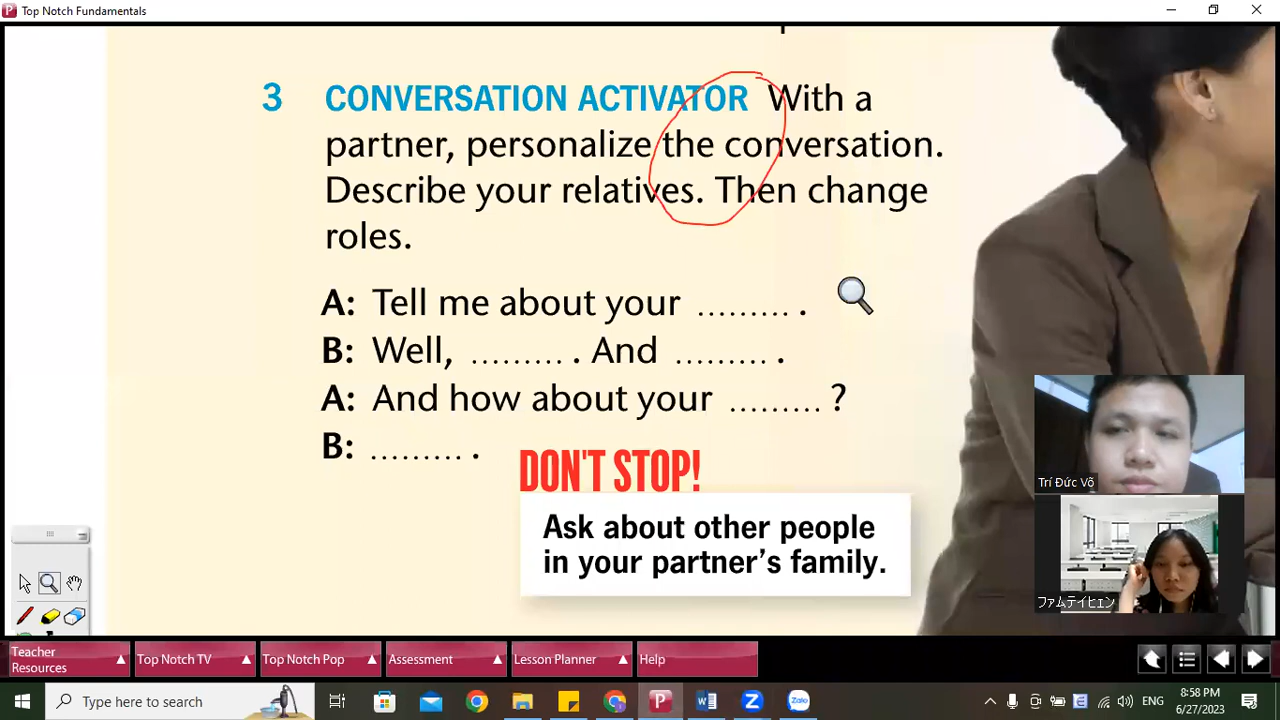 Top Notch Fundamentals
3 CONVERSATION ACTIVATOR With a
partner, personalize the conversation.
Describe your relatives. Then change
roles.
A: Tell me about your ......... .
B: Well, ......... . And ......... .
A: And how about your ......... ?
B: ......... .
DON'T STOP!
Ask about other people
in your partner's family.
Trí Đức Võ
ファムテイヒェン
Teacher
Resources
Top Notch TV
Top Notch Pop
Assessment
Lesson Planner
Help
Type here to search
ENG
8:58 PM
6/27/2023